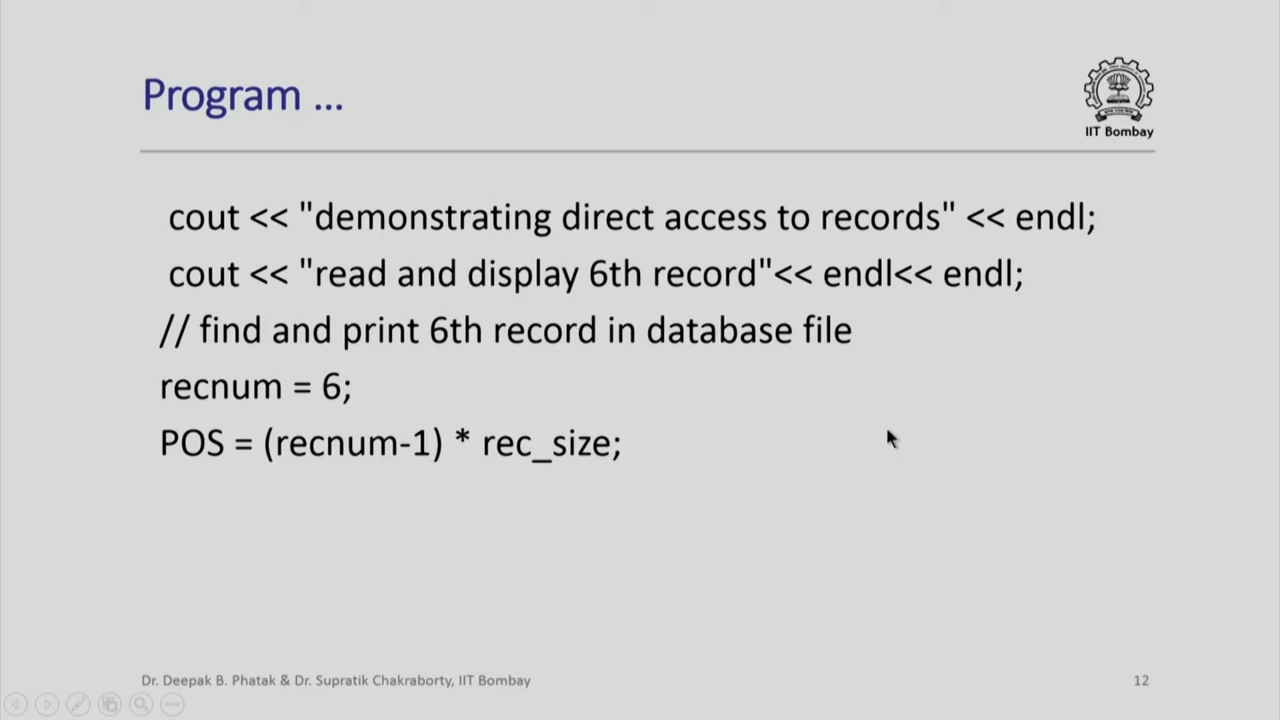 Program ...
IIT Bombay
cout << "demonstrating direct access to records" << endl;
cout << "read and display 6th record"<< endl<< endl;
// find and print 6th record in database file
recnum = 6;
POS = (recnum-1) * rec_size;
Dr. Deepak B. Phatak & Dr. Supratik Chakraborty, IIT Bombay
12